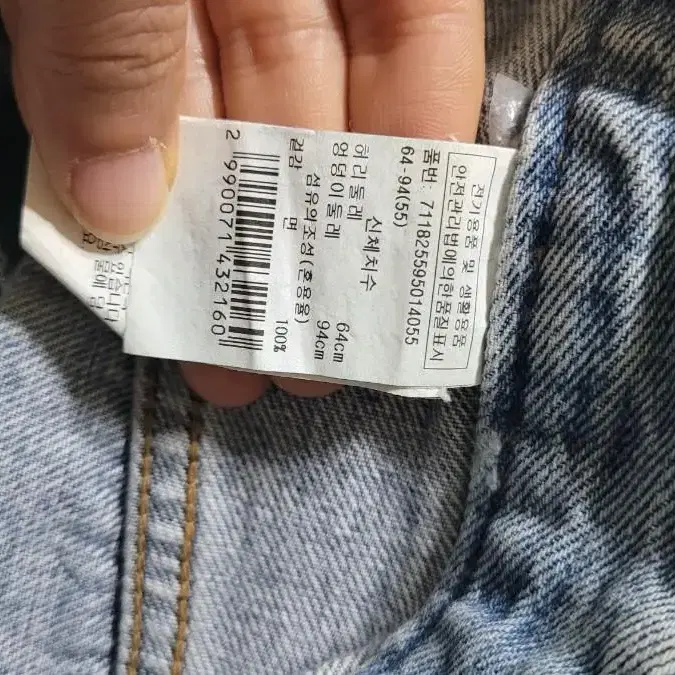 전기용품 및 생활용품
안전관리법에의한품질표시
품번: 711825595014055
64-94(55)
신체치수
허리 둘레 64cm
엉덩이둘레 94cm
섬유의조성(혼용율)
겉감 면 100%
2 990071 432160